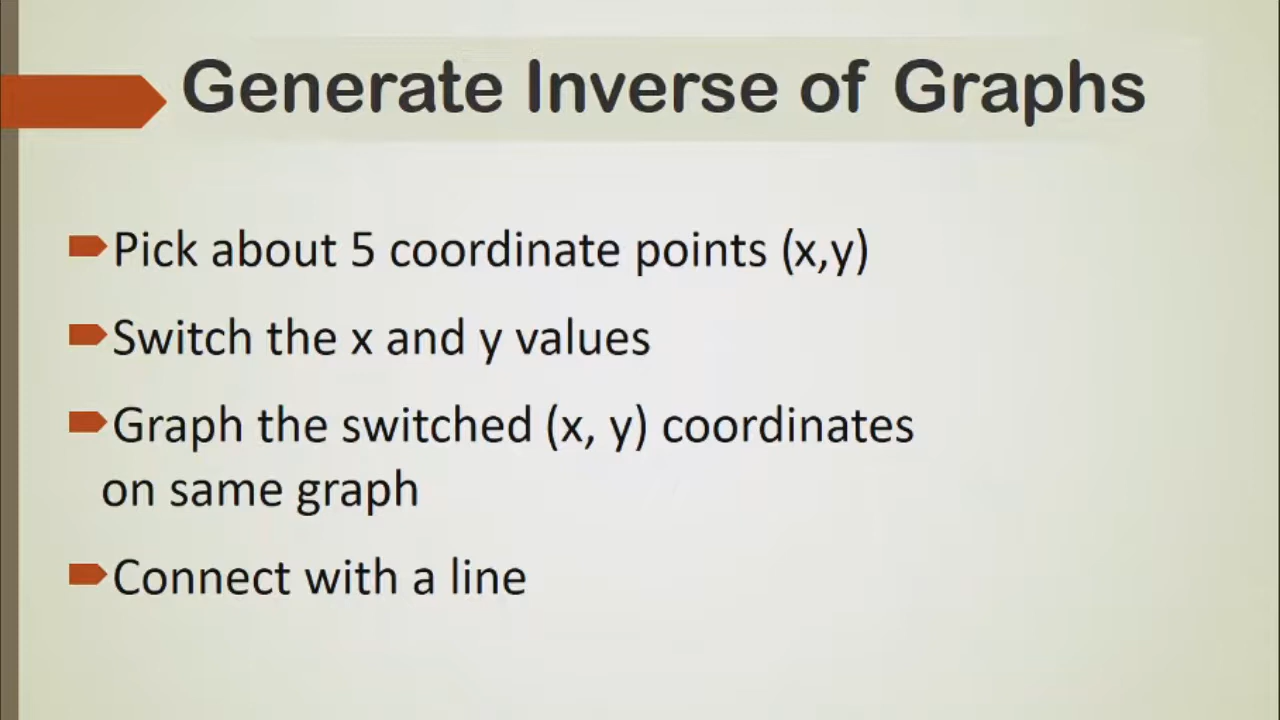 Generate Inverse of Graphs
Pick about 5 coordinate points (x,y)
Switch the x and y values
Graph the switched (x, y) coordinates
on same graph
Connect with a line